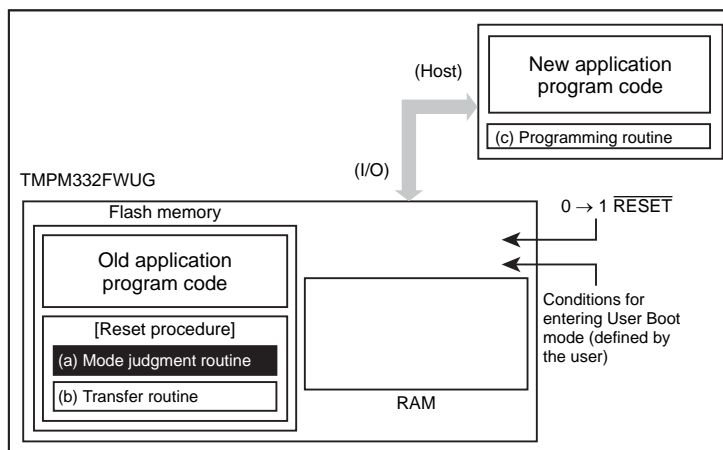 (Host)
New application
program code
(c) Programming routine
(I/O)
TMPM332FWUG
Flash memory
0 → 1 RESET
Old application
program code
[Reset procedure]
(a) Mode judgment routine
(b) Transfer routine
RAM
Conditions for
entering User Boot
mode (defined by
the user)